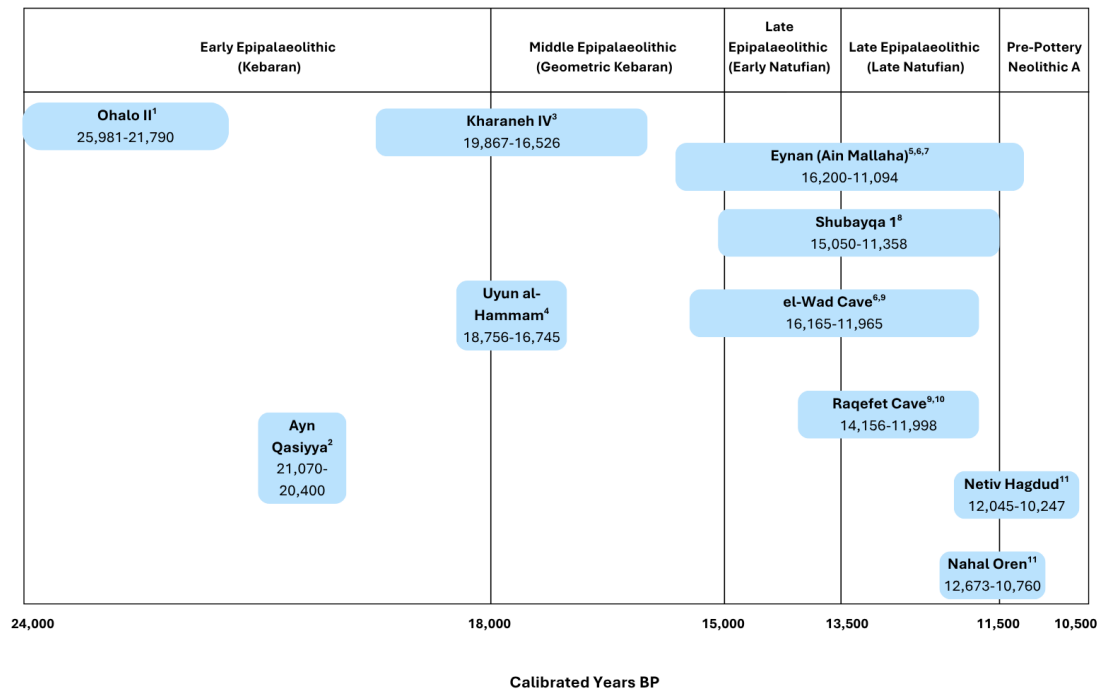 Early Epipalaeolithic
(Kebaran)
Middle Epipalaeolithic
(Geometric Kebaran)
Late
Epipalaeolithic
(Early Natufian)
Late Epipalaeolithic
(Late Natufian)
Pre-Pottery
Neolithic A
Ohalo II¹
25,981-21,790
Kharaneh IV³
19,867-16,526
Eynan (Ain Mallaha)⁵,⁶,⁷
16,200-11,094
Shubayqa 1⁸
15,050-11,358
Uyun al-
Hammam⁴
18,756-16,745
el-Wad Cave⁶,⁹
16,165-11,965
Raqefet Cave⁹,¹⁰
14,156-11,998
Ayn
Qasiyya²
21,070-
20,400
Netiv Hagdud¹¹
12,045-10,247
Nahal Oren¹¹
12,673-10,760
24,000 18,000 15,000 13,500 11,500 10,500
Calibrated Years BP